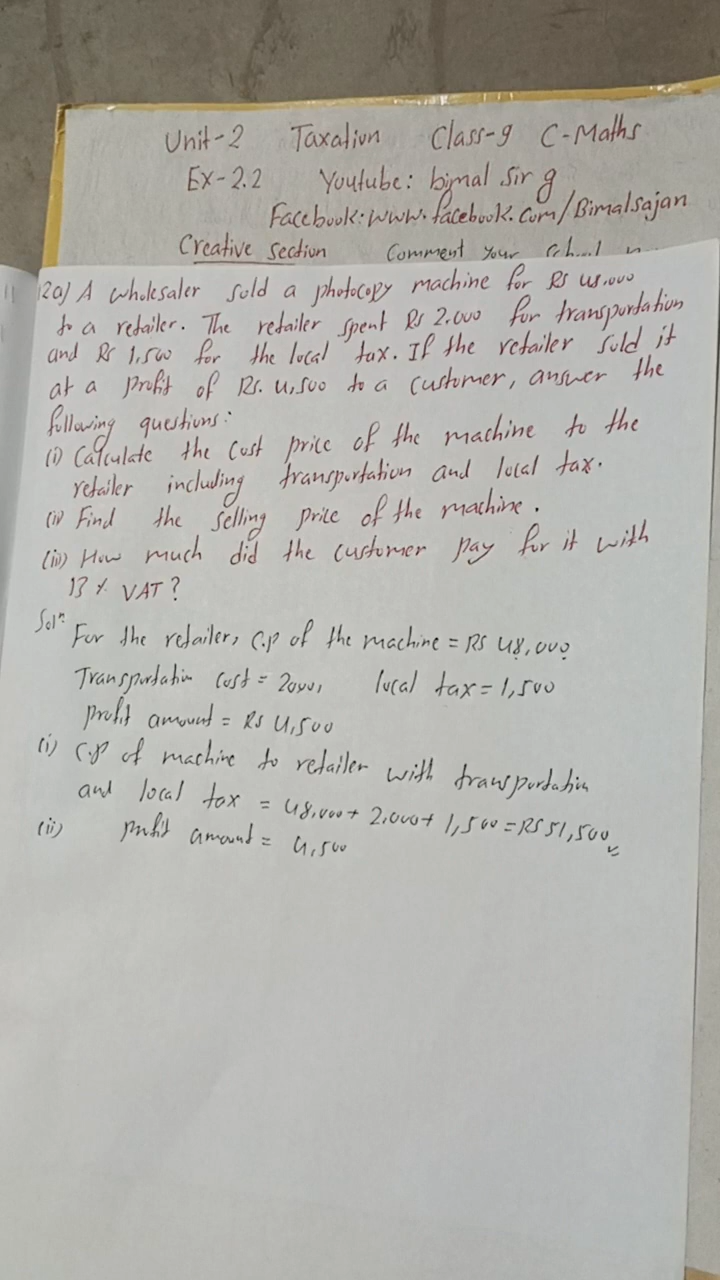 Unit-2 Taxation Class-9 C-Maths
Ex-2.2 Youtube: bimal sir g
Facebook:www.facebook.com/Bimalsajan
Creative section Comment your school
12a) A wholesaler sold a photocopy machine for Rs 48,000
to a retailer. The retailer spent Rs 2,000 for transportation
and Rs 1,500 for the local tax. If the retailer sold it
at a profit of Rs. 4,500 to a customer, answer the
following questions:
(i) Calculate the cost price of the machine to the
retailer including transportation and local tax.
(ii) Find the selling price of the machine.
(iii) How much did the customer pay for it with
13 % VAT?
Solⁿ
For the retailer, C.P of the machine = RS 48,000
Transportation cost = 2000, local tax = 1,500
profit amount = RS 4,500
(i) C.P of machine to retailer with transportation
and local tax = 48,000 + 2,000 + 1,500 = RS 51,500
(ii) profit amount = 4,500